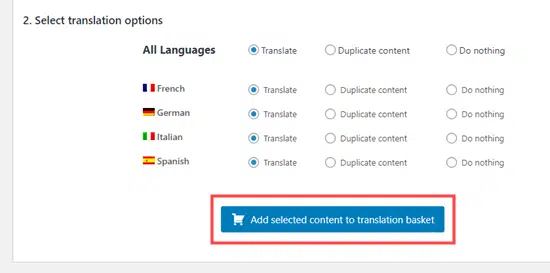 2. Select translation options
All Languages Translate Duplicate content Do nothing
French Translate Duplicate content Do nothing
German Translate Duplicate content Do nothing
Italian Translate Duplicate content Do nothing
Spanish Translate Duplicate content Do nothing
Add selected content to translation basket